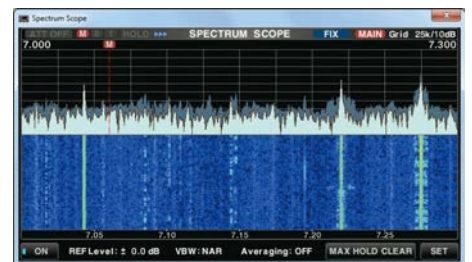 Spectrum Scope
ATT OFF M HOLD SPECTRUM SCOPE FIX MAIN Grid 25k/10dB
7.000 M 7.300
7.05 7.10 7.15 7.20 7.25
ON REF Level: ± 0.0 dB VBW: NAR Averaging: OFF MAX HOLD CLEAR SET